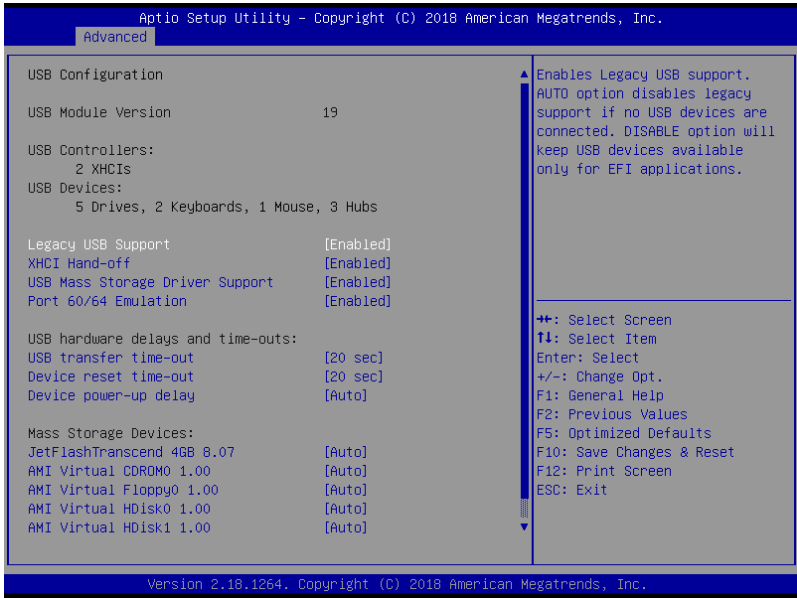 Aptio Setup Utility – Copyright (C) 2018 American Megatrends, Inc.
Advanced
USB Configuration
USB Module Version 19
USB Controllers:
2 XHCIs
USB Devices:
5 Drives, 2 Keyboards, 1 Mouse, 3 Hubs
Legacy USB Support [Enabled]
XHCI Hand-off [Enabled]
USB Mass Storage Driver Support [Enabled]
Port 60/64 Emulation [Enabled]
USB hardware delays and time-outs:
USB transfer time-out [20 sec]
Device reset time-out [20 sec]
Device power-up delay [Auto]
Mass Storage Devices:
JetFlashTranscend 4GB 8.07 [Auto]
AMI Virtual CDROM0 1.00 [Auto]
AMI Virtual Floppy0 1.00 [Auto]
AMI Virtual HDisk0 1.00 [Auto]
AMI Virtual HDisk1 1.00 [Auto]
Enables Legacy USB support.
AUTO option disables legacy
support if no USB devices are
connected. DISABLE option will
keep USB devices available
only for EFI applications.
→←: Select Screen
↑↓: Select Item
Enter: Select
+/-: Change Opt.
F1: General Help
F2: Previous Values
F5: Optimized Defaults
F10: Save Changes & Reset
F12: Print Screen
ESC: Exit
Version 2.18.1264. Copyright (C) 2018 American Megatrends, Inc.